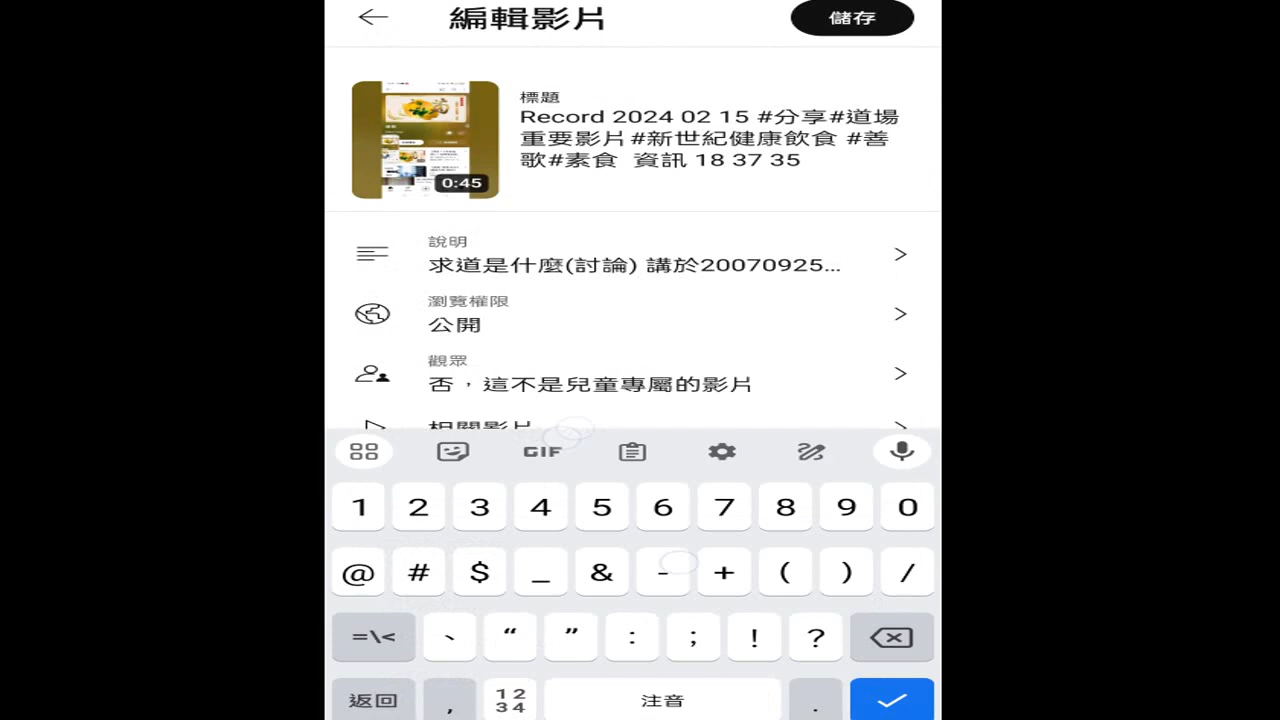 編輯影片
儲存
標題
Record 2024 02 15 #分享#道場
重要影片#新世紀健康飲食 #善
歌#素食 資訊 18 37 35
0:45
說明
求道是什麼(討論) 講於20070925...
瀏覽權限
公開
觀眾
否，這不是兒童專屬的影片
相關影片
GIF
1 2 3 4 5 6 7 8 9 0
@ # $ _ & - + ( ) /
=\< 、 “ ” : ; ! ?
返回 , 12 注音 .
34